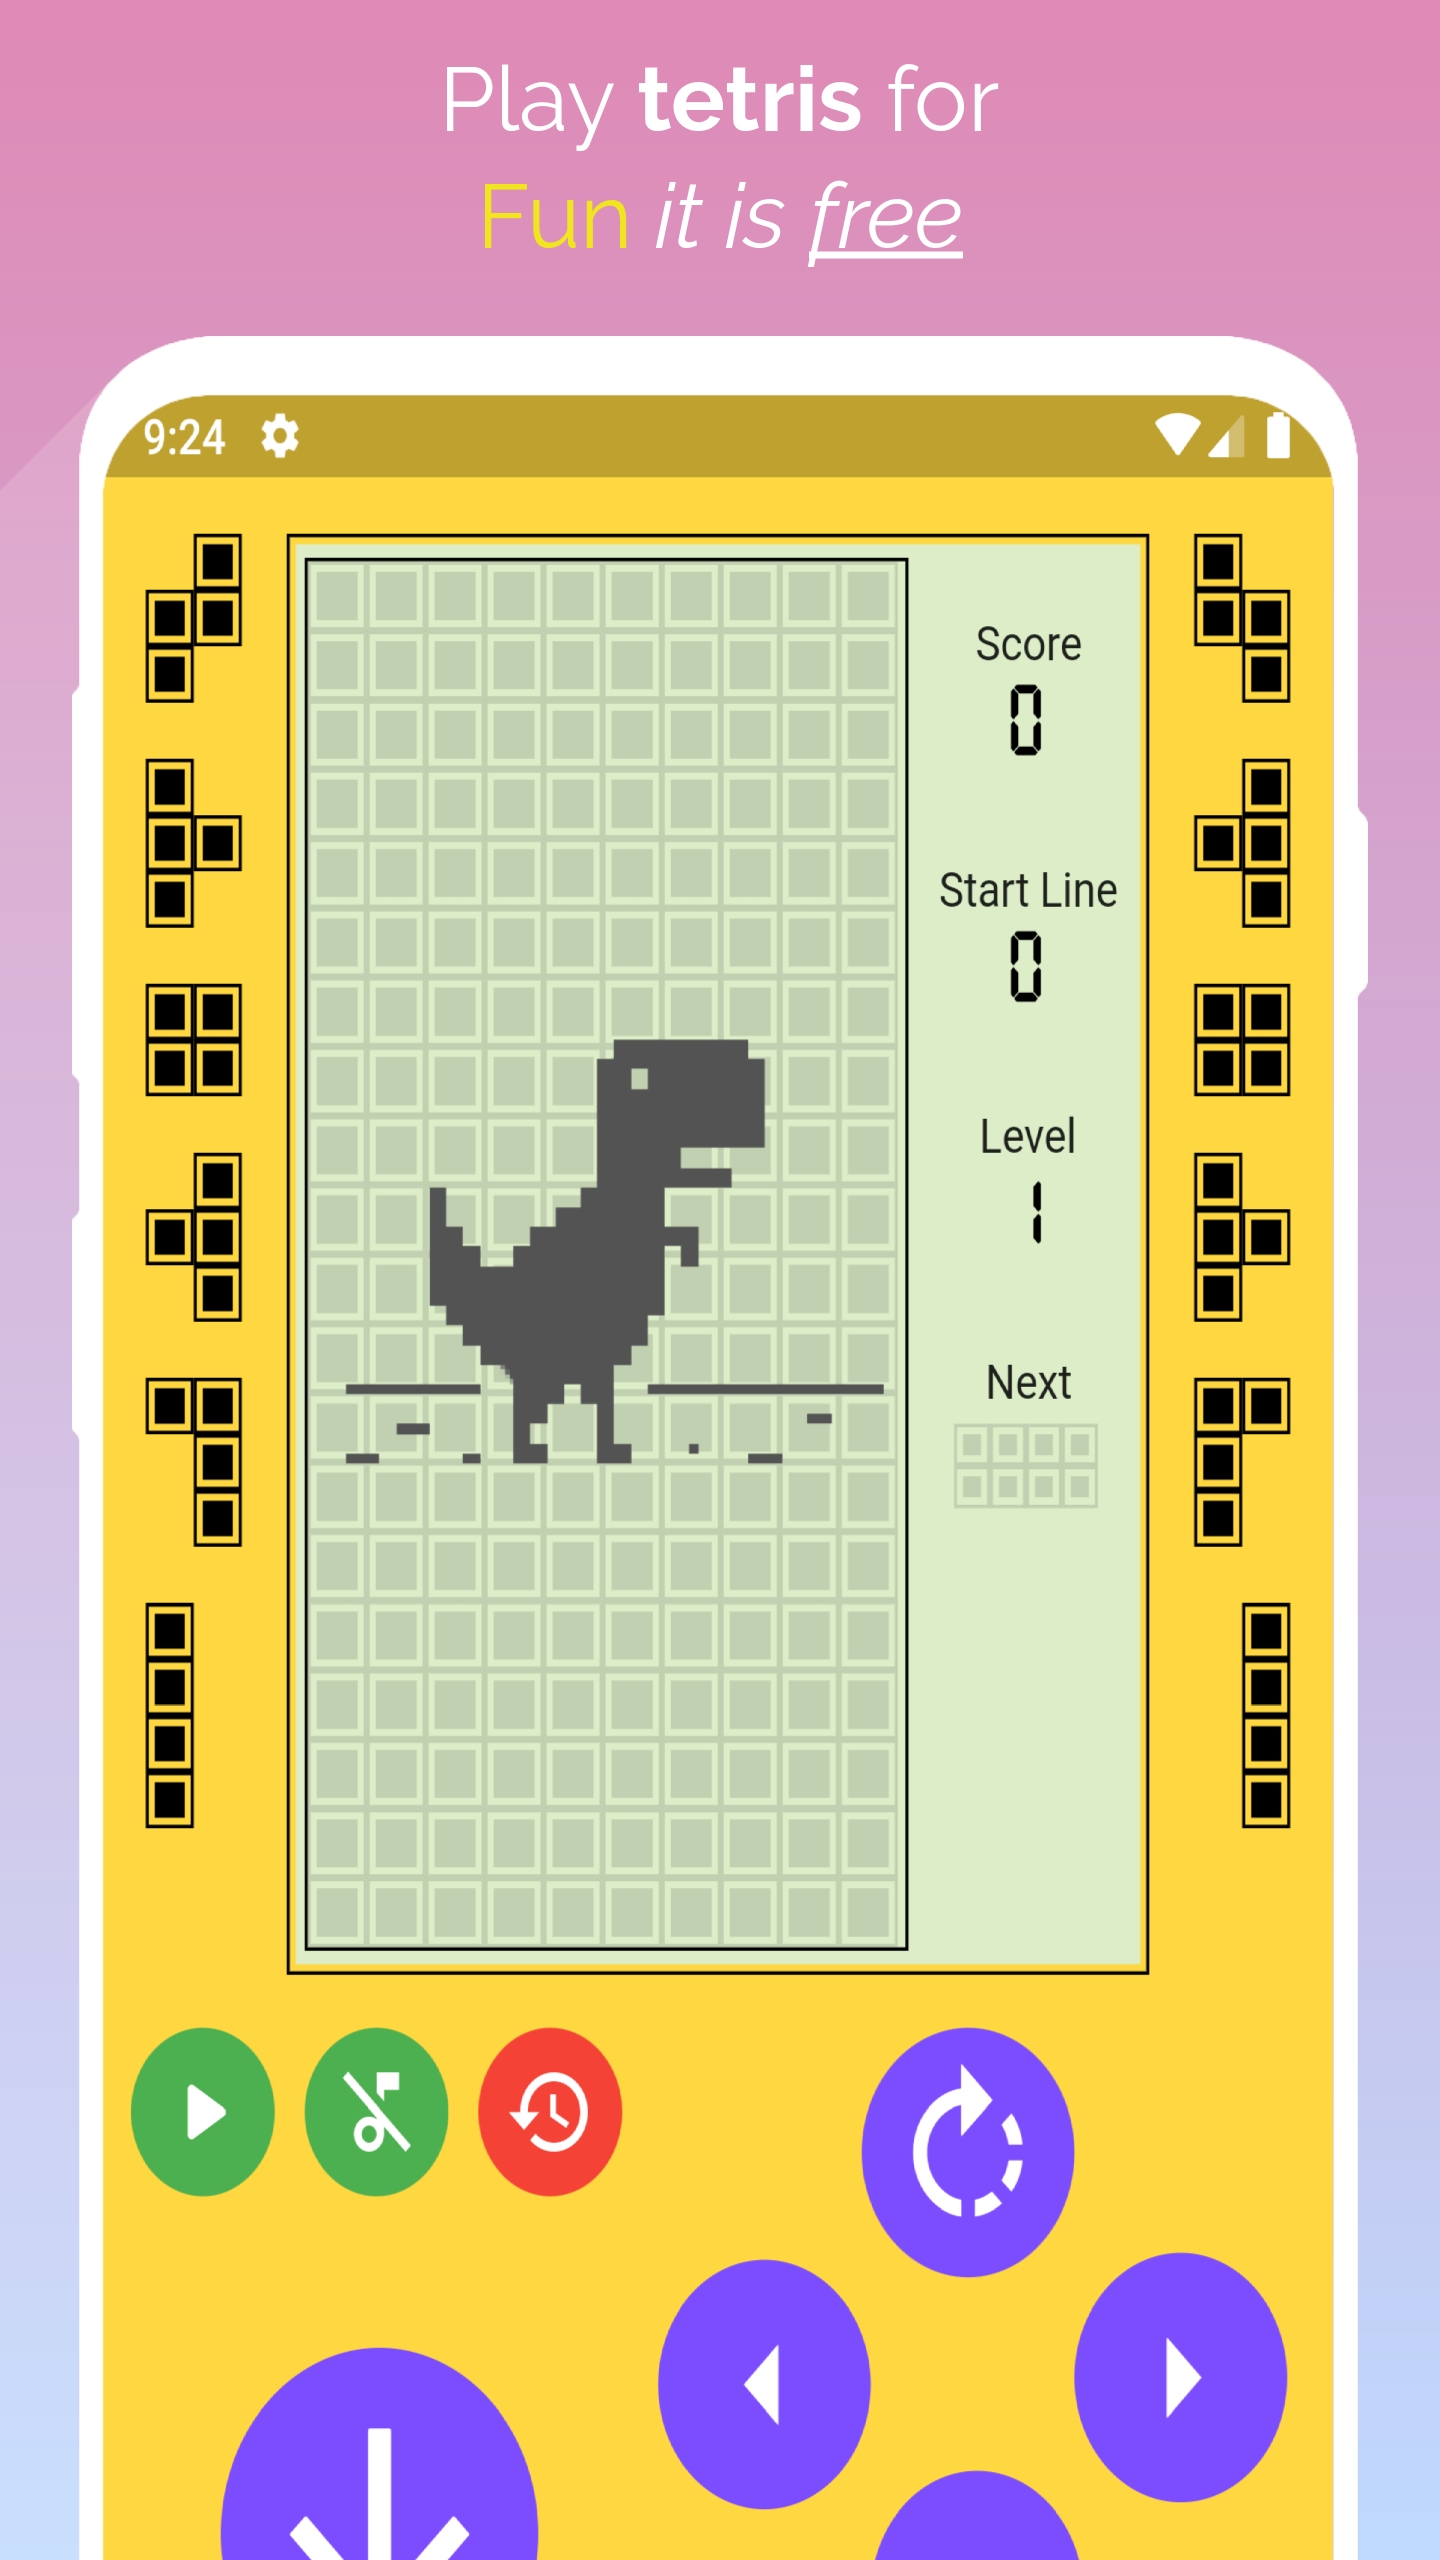 Play tetris for
Fun it is free
9:24
Score
0
Start Line
0
Level
1
Next